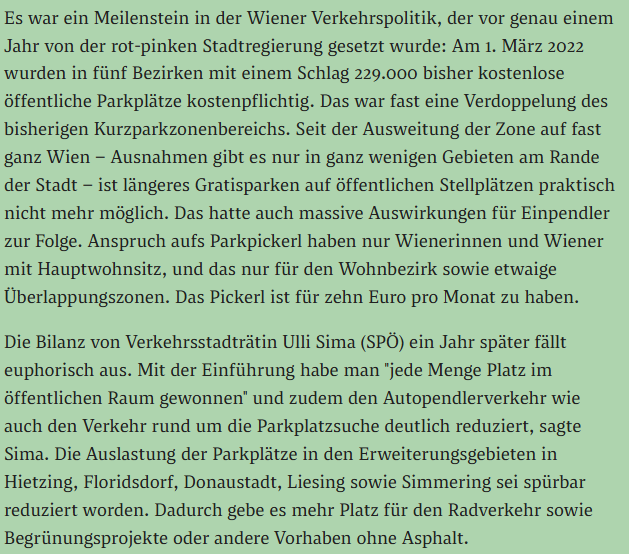 Es war ein Meilenstein in der Wiener Verkehrspolitik, der vor genau einem
Jahr von der rot-pinken Stadtregierung gesetzt wurde: Am 1. März 2022
wurden in fünf Bezirken mit einem Schlag 229.000 bisher kostenlose
öffentliche Parkplätze kostenpflichtig. Das war fast eine Verdoppelung des
bisherigen Kurzparkzonenbereichs. Seit der Ausweitung der Zone auf fast
ganz Wien – Ausnahmen gibt es nur in ganz wenigen Gebieten am Rande
der Stadt – ist längeres Gratisparken auf öffentlichen Stellplätzen praktisch
nicht mehr möglich. Das hatte auch massive Auswirkungen für Einpendler
zur Folge. Anspruch aufs Parkpickerl haben nur Wienerinnen und Wiener
mit Hauptwohnsitz, und das nur für den Wohnbezirk sowie etwaige
Überlappungszonen. Das Pickerl ist für zehn Euro pro Monat zu haben.
Die Bilanz von Verkehrsstadträtin Ulli Sima (SPÖ) ein Jahr später fällt
euphorisch aus. Mit der Einführung habe man "jede Menge Platz im
öffentlichen Raum gewonnen" und zudem den Autopendlerverkehr wie
auch den Verkehr rund um die Parkplatzsuche deutlich reduziert, sagte
Sima. Die Auslastung der Parkplätze in den Erweiterungsgebieten in
Hietzing, Floridsdorf, Donaustadt, Liesing sowie Simmering sei spürbar
reduziert worden. Dadurch gebe es mehr Platz für den Radverkehr sowie
Begrünungsprojekte oder andere Vorhaben ohne Asphalt.